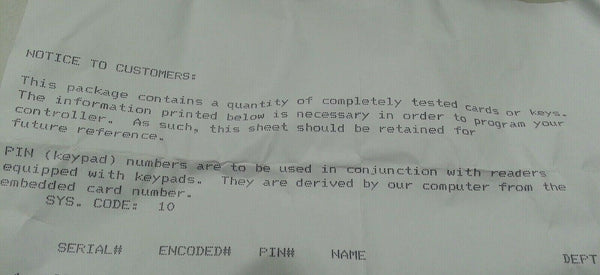 NOTICE TO CUSTOMERS:
This package contains a quantity of completely tested cards or keys.
The information printed below is necessary in order to program your
controller. As such, this sheet should be retained for
future reference.
PIN (keypad) numbers are to be used in conjunction with readers
equipped with keypads. They are derived by our computer from the
embedded card number.
SYS. CODE: 10
SERIAL# ENCODED# PIN# NAME DEPT